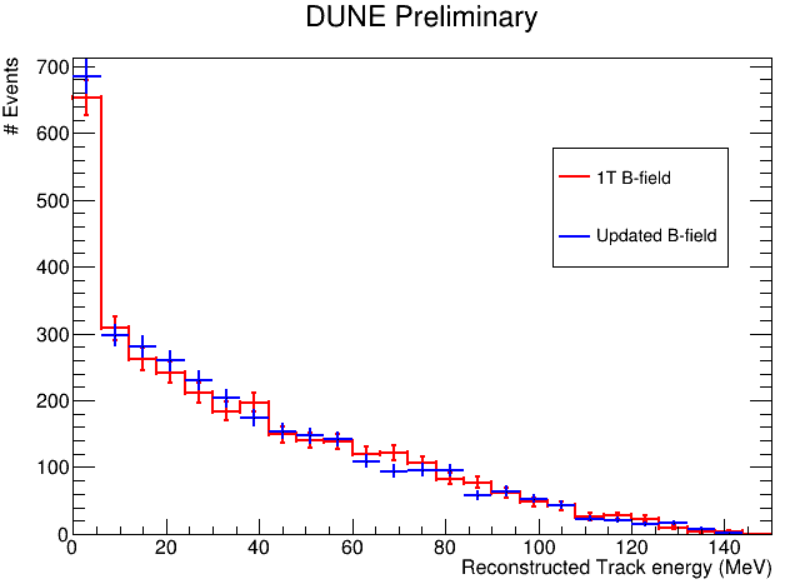 DUNE Preliminary
# Events
700
600
500
400
300
200
100
0
1T B-field
Updated B-field
0 20 40 60 80 100 120 140
Reconstructed Track energy (MeV)